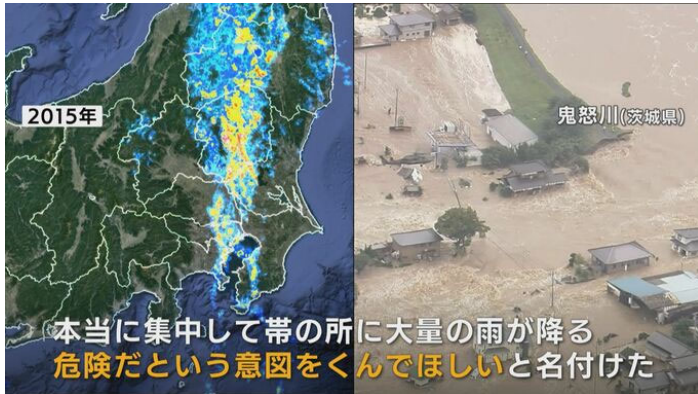 2015年
鬼怒川(茨城県)
本当に集中して帯の所に大量の雨が降る
危険だという意図をくんでほしいと名付けた